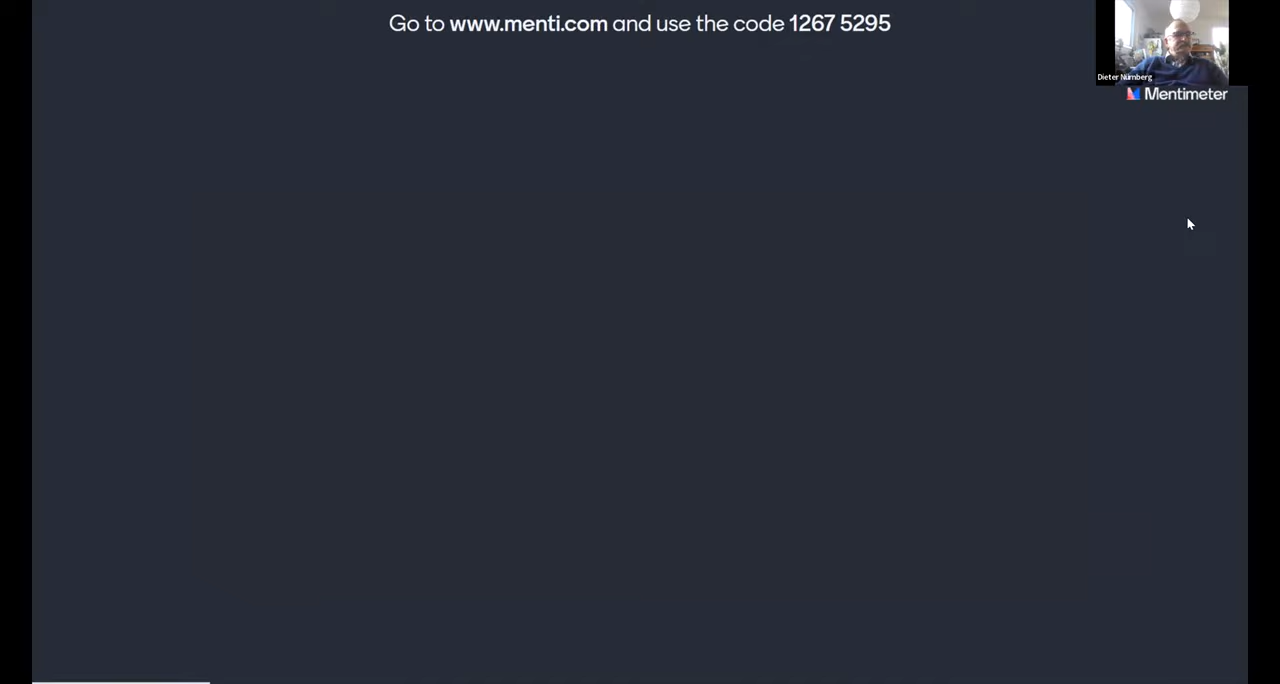 Go to www.menti.com and use the code 1267 5295
Dieter Nürnberg
Mentimeter